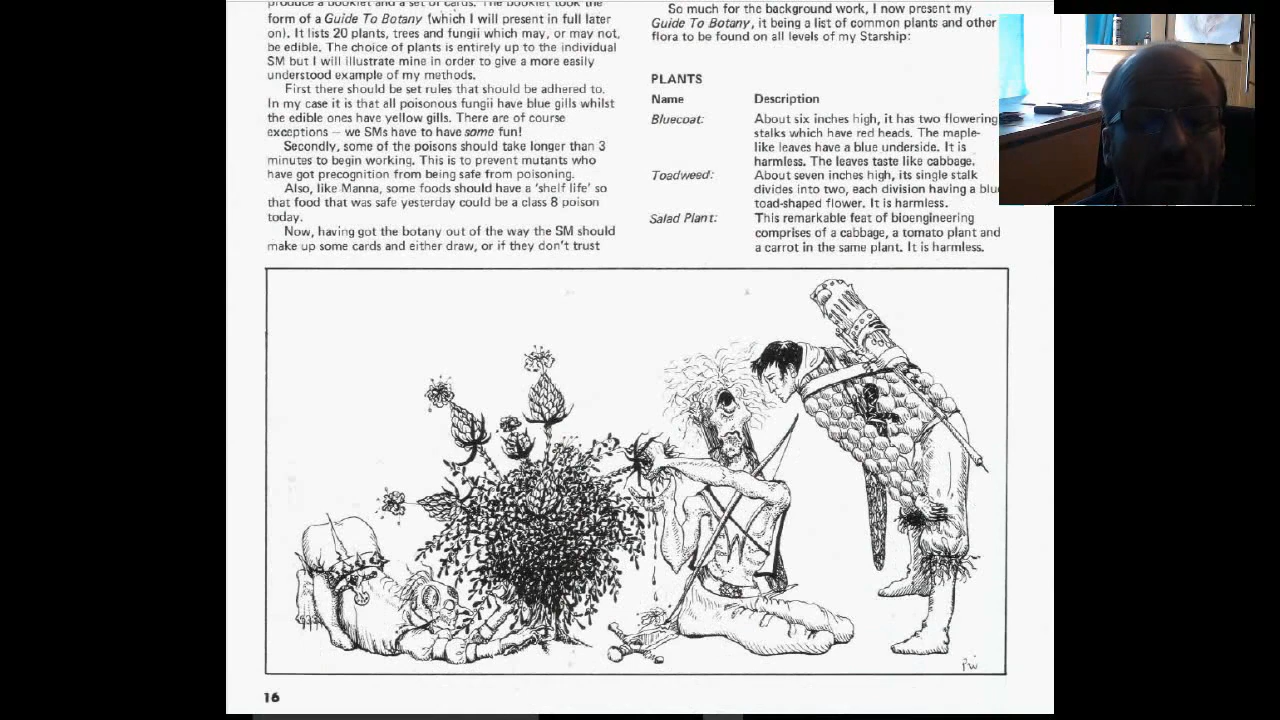 produce a booklet and a set of cards. The booklet took the
form of a Guide To Botany (which I will present in full later
on). It lists 20 plants, trees and fungii which may, or may not,
be edible. The choice of plants is entirely up to the individual
SM but I will illustrate mine in order to give a more easily
understood example of my methods.
First there should be set rules that should be adhered to.
In my case it is that all poisonous fungii have blue gills whilst
the edible ones have yellow gills. There are of course
exceptions — we SMs have to have some fun!
Secondly, some of the poisons should take longer than 3
minutes to begin working. This is to prevent mutants who
have got precognition from being safe from poisoning.
Also, like Manna, some foods should have a 'shelf life' so
that food that was safe yesterday could be a class 8 poison
today.
Now, having got the botany out of the way the SM should
make up some cards and either draw, or if they don't trust
So much for the background work, I now present my
Guide To Botany, it being a list of common plants and other
flora to be found on all levels of my Starship:
PLANTS
Name Description
Bluecoat: About six inches high, it has two flowering
stalks which have red heads. The maple-
like leaves have a blue underside. It is
harmless. The leaves taste like cabbage.
Toadweed: About seven inches high, its single stalk
divides into two, each division having a blu
toad-shaped flower. It is harmless.
Salad Plant: This remarkable feat of bioengineering
comprises of a cabbage, a tomato plant and
a carrot in the same plant. It is harmless.
PW
16